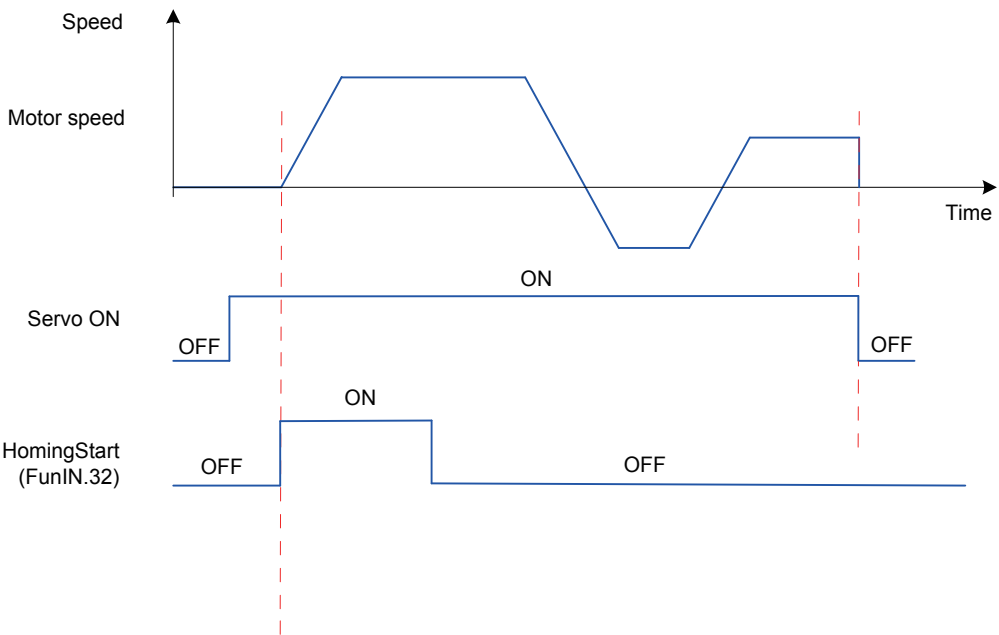 Speed
Motor speed
Time
ON
Servo ON
OFF
OFF
ON
HomingStart
(FunIN.32)
OFF
OFF